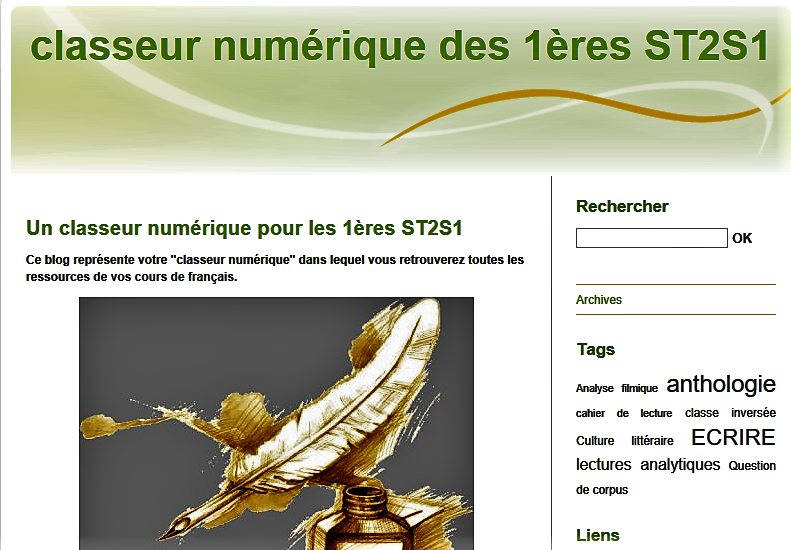 classeur numérique des 1ères ST2S1
Un classeur numérique pour les 1ères ST2S1
Ce blog représente votre "classeur numérique" dans lequel vous retrouverez toutes les
ressources de vos cours de français.
Rechercher
OK
Archives
Tags
Analyse filmique anthologie
cahier de lecture classe inversée
Culture littéraire ECRIRE
lectures analytiques Question
de corpus
Liens